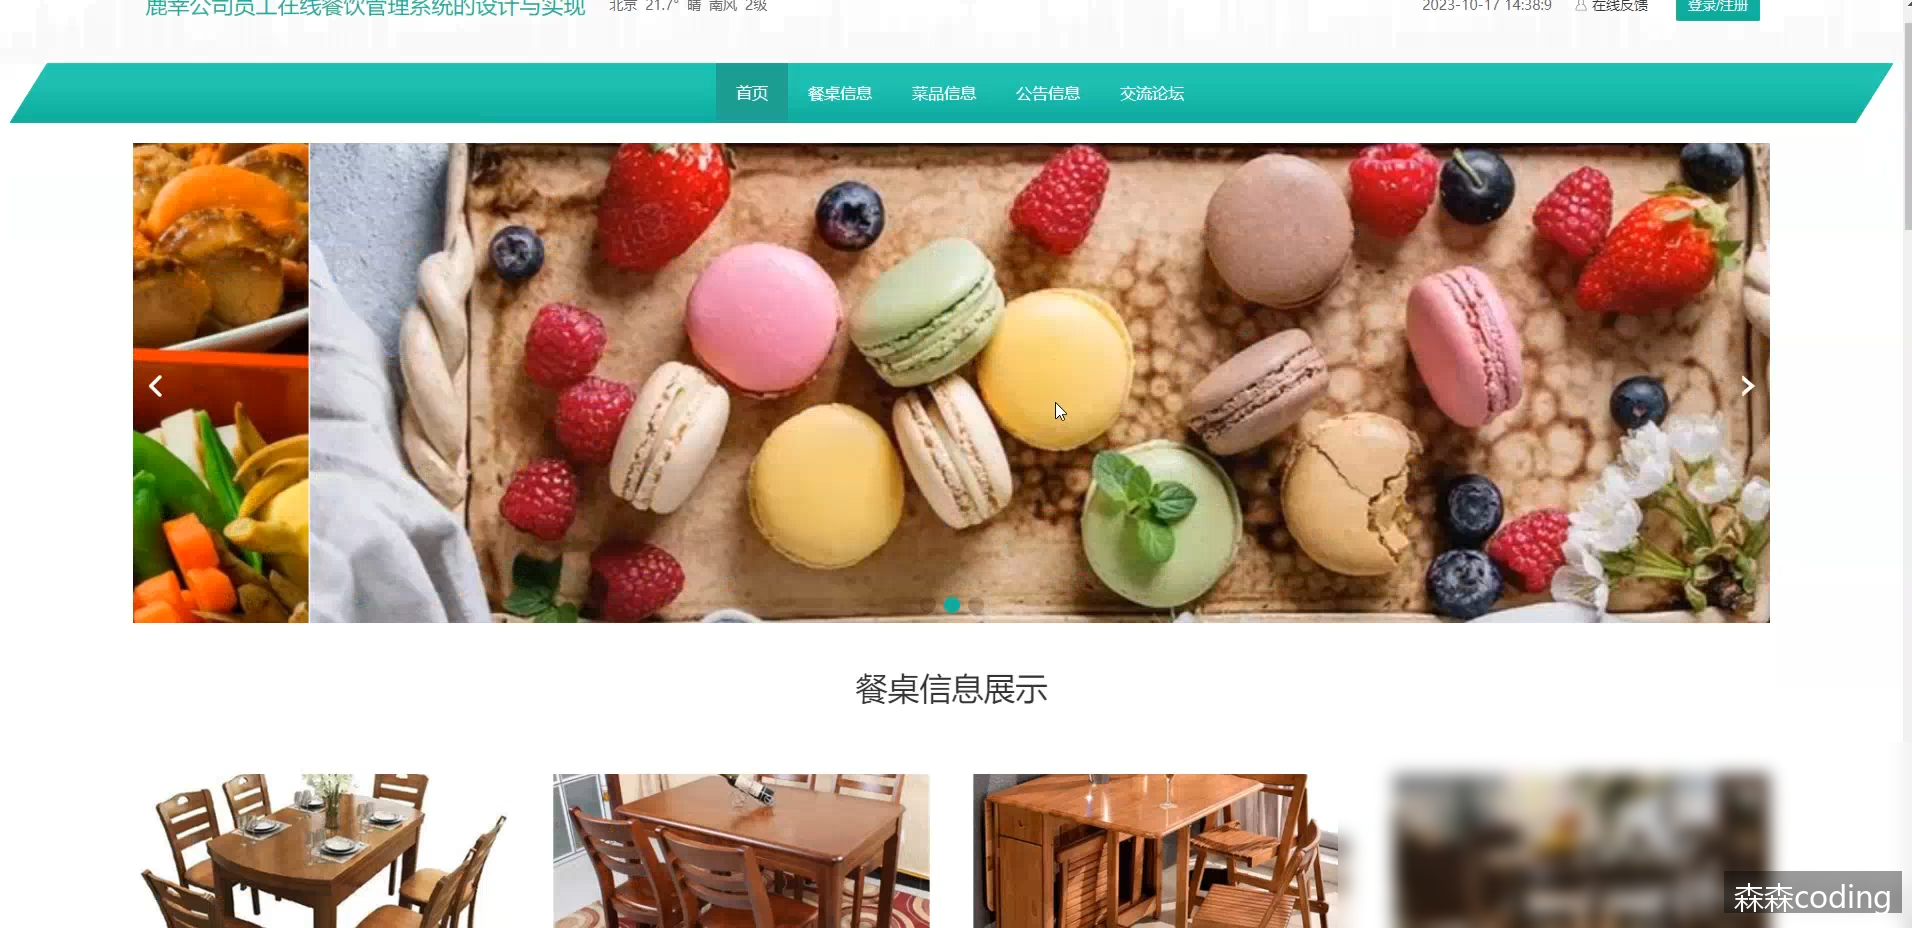 鹿幸公司员工在线餐饮管理系统的设计与实现 北京 21.7° 晴 南风 2级 2023-10-17 14:38:9 在线反馈 登录/注册
首页 餐桌信息 菜品信息 公告信息 交流论坛
餐桌信息展示
森森coding